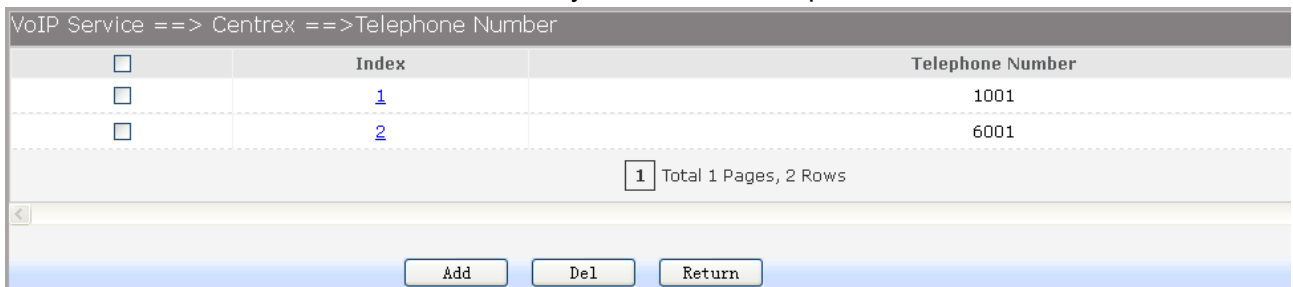 VoIP Service ==> Centrex ==>Telephone Number
Index Telephone Number
1 1001
2 6001
1 Total 1 Pages, 2 Rows
Add Del Return